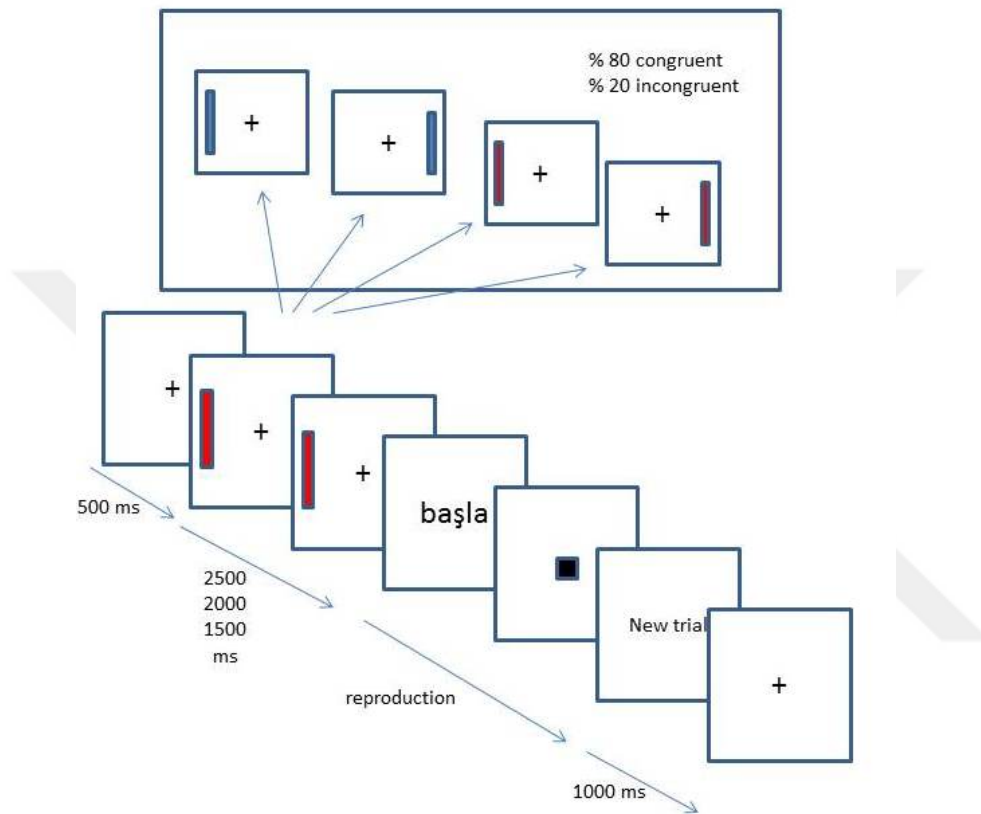 % 80 congruent
% 20 incongruent
+
+
+
+
+
+
+
500 ms
başla
2500
2000
1500
ms
New trial
reproduction
+
1000 ms